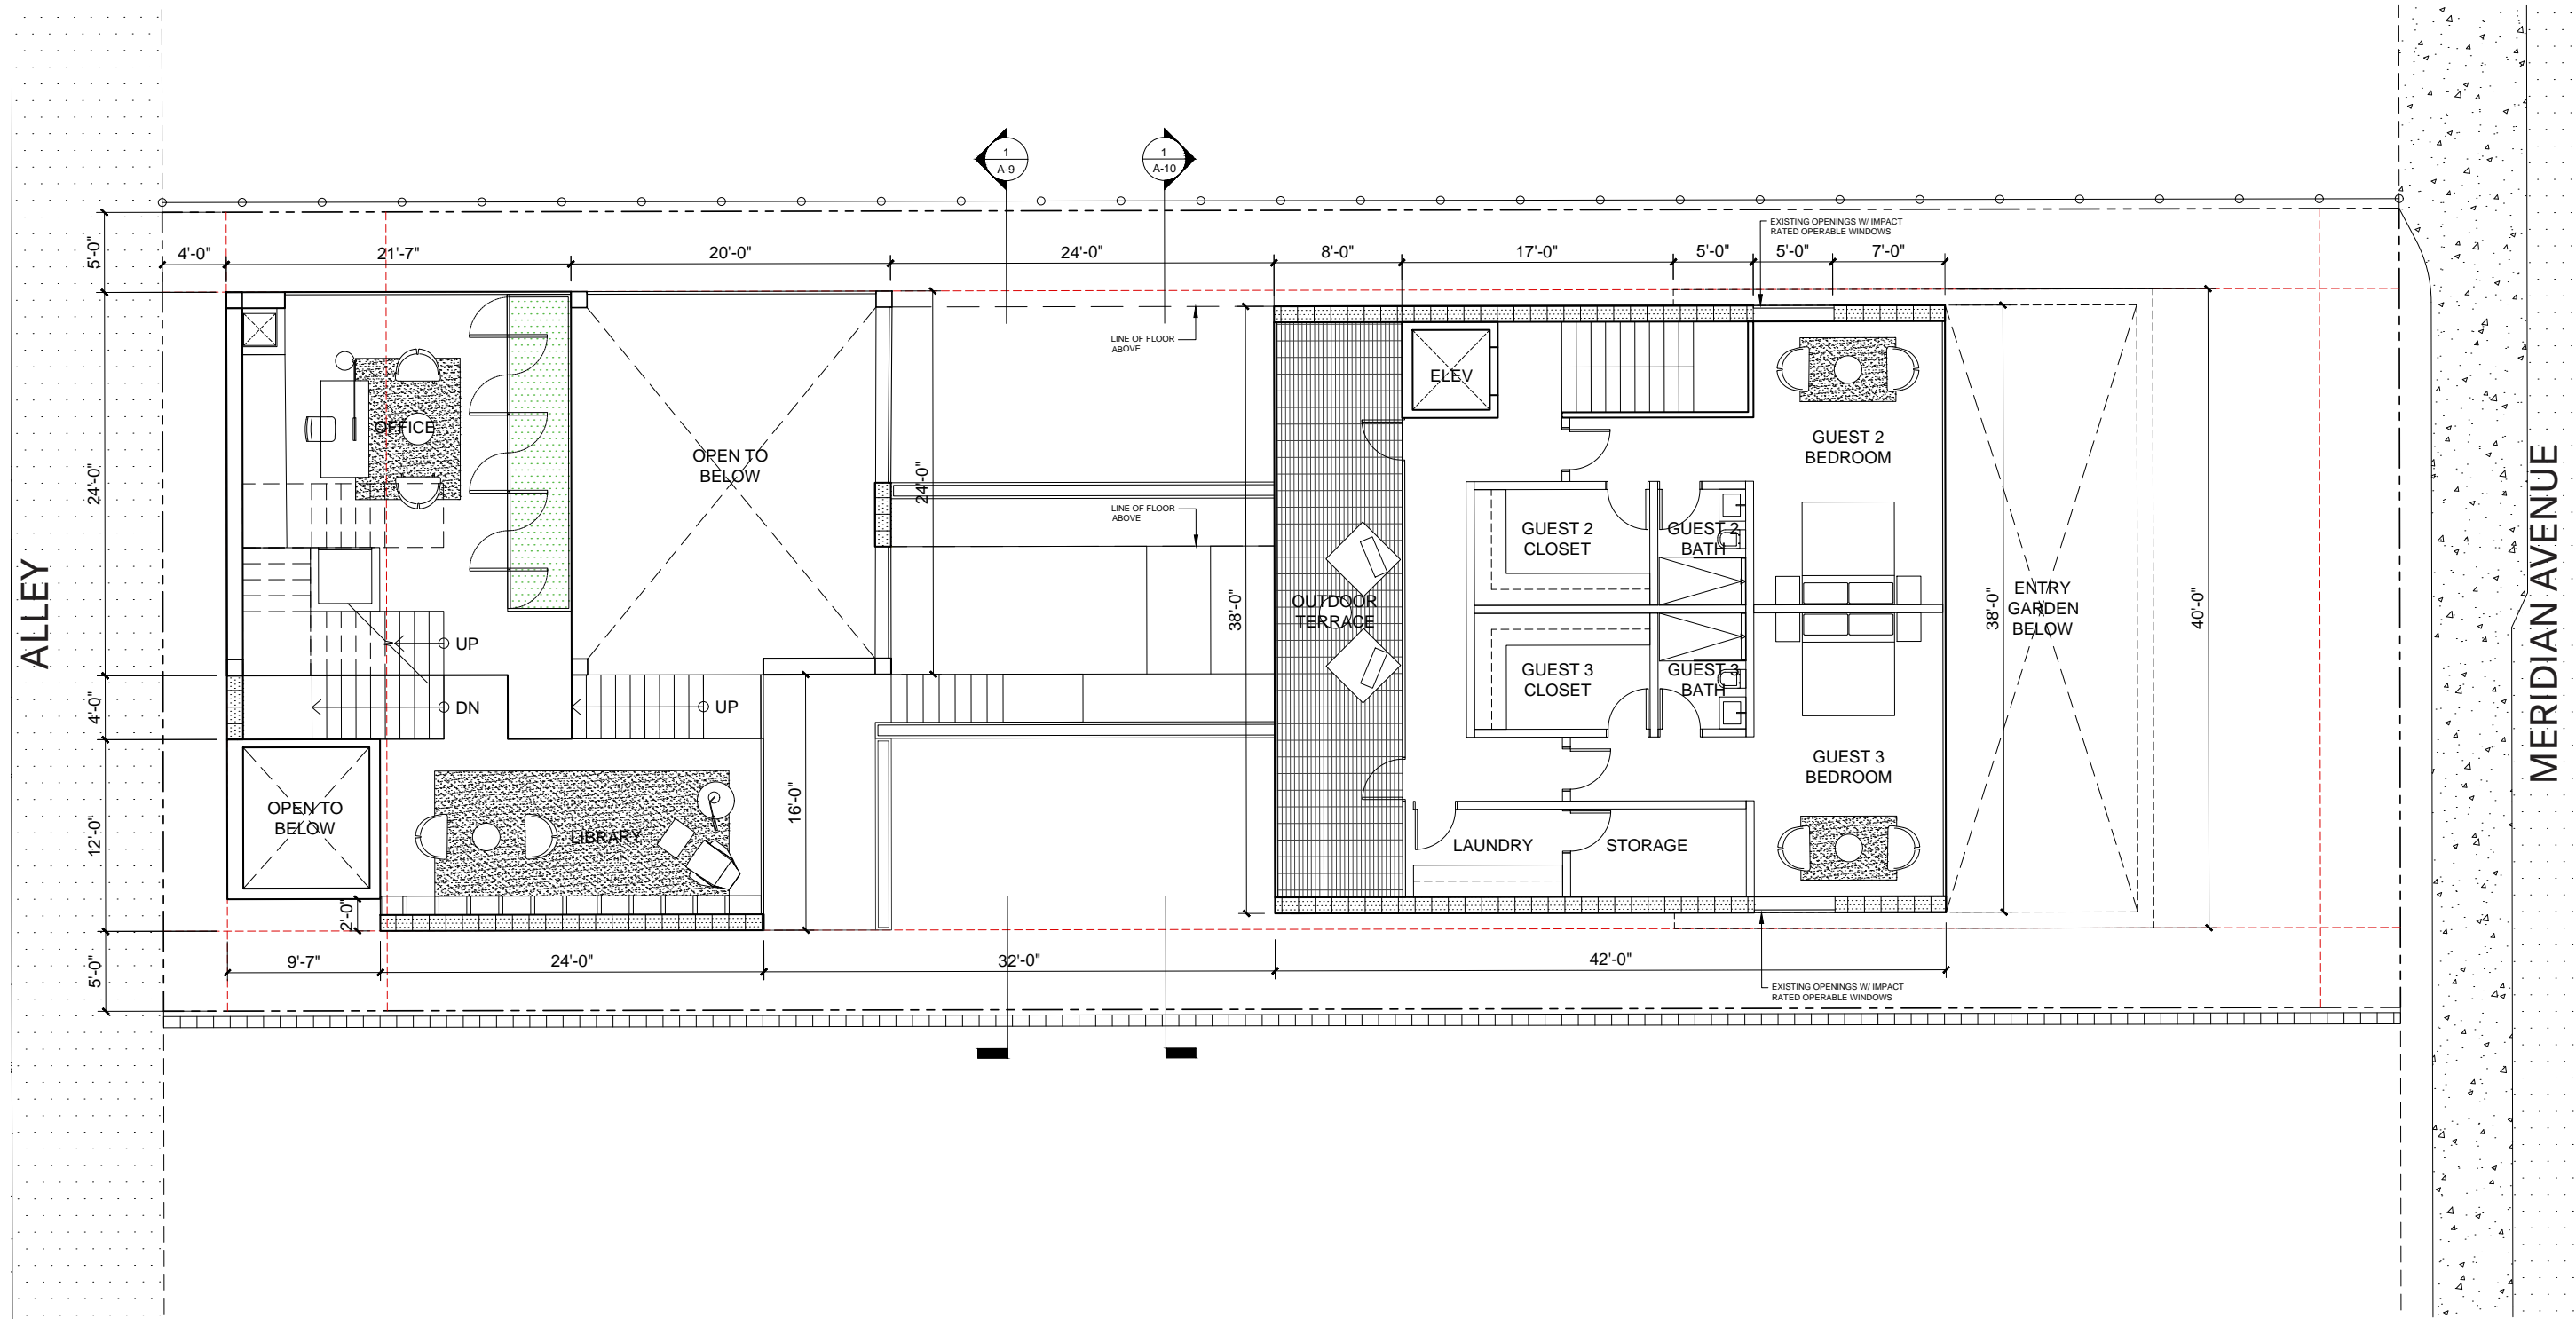 1
A-9
1
A-10
EXISTING OPENINGS W/ IMPACT
RATED OPERABLE WINDOWS
5'-0"
4'-0"
21'-7"
20'-0"
24'-0"
8'-0"
17'-0"
5'-0"
5'-0"
7'-0"
LINE OF FLOOR
ABOVE
ELEV
OFFICE
GUEST 2
BEDROOM
OPEN TO
BELOW
24'-0"
24'-0"
LINE OF FLOOR
ABOVE
GUEST 2
CLOSET
GUEST 2
BATH
ALLEY
MERIDIAN AVENUE
OUTDOOR
TERRACE
38'-0"
38'-0"
ENTRY
GARDEN
BELOW
40'-0"
UP
GUEST 3
CLOSET
GUEST 3
BATH
4'-0"
DN
UP
GUEST 3
BEDROOM
OPEN TO
BELOW
16'-0"
12'-0"
LIBRARY
LAUNDRY
STORAGE
2'-0"
5'-0"
9'-7"
24'-0"
32'-0"
42'-0"
EXISTING OPENINGS W/ IMPACT
RATED OPERABLE WINDOWS